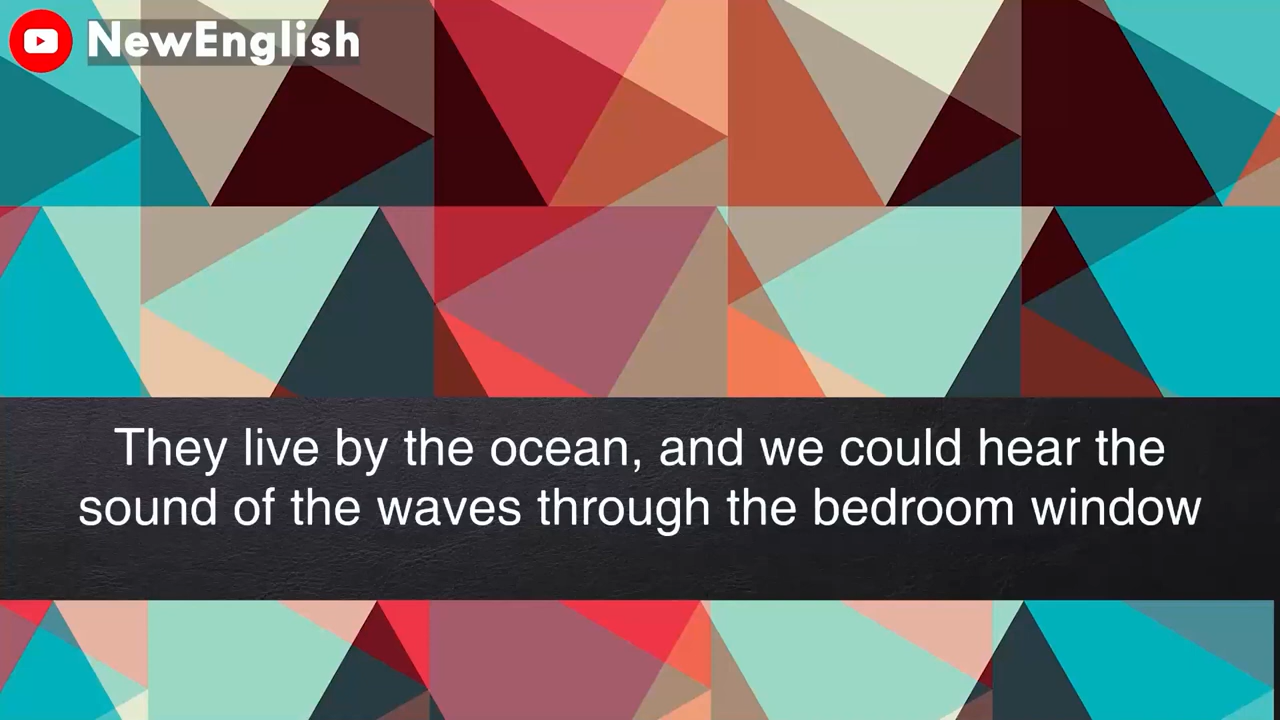 NewEnglish
They live by the ocean, and we could hear the
sound of the waves through the bedroom window